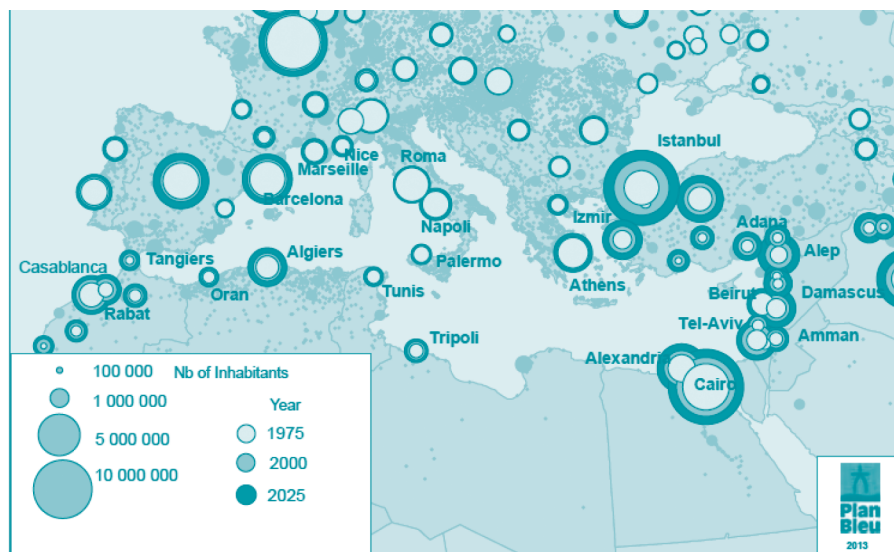 Istanbul
Nice
Roma
Marseille
Barcelona
Izmir
Napoli
Adana
Tangiers
Algiers
Palermo
Alep
Casablanca
Athens
Oran
Tunis
Beirut
Damascus
Rabat
Tel-Aviv
Tripoli
Amman
Alexandria
Cairo
100 000 Nb of Inhabitants
1 000 000
Year
5 000 000
1975
2000
10 000 000
2025
Plan
Bleu
2013